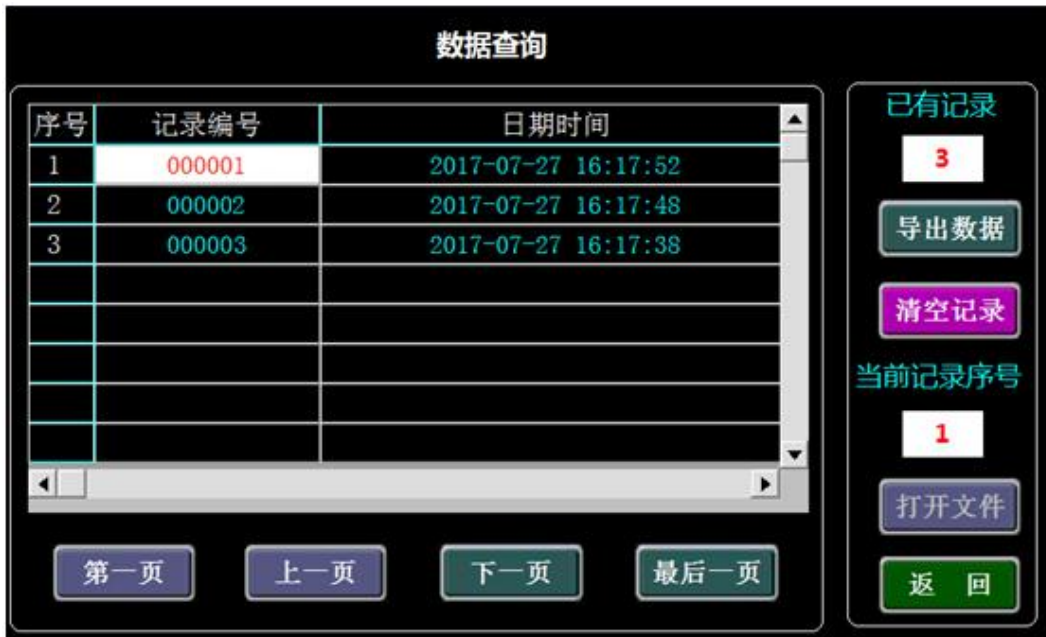 数据查询
序号 记录编号 日期时间
1 000001 2017-07-27 16:17:52
2 000002 2017-07-27 16:17:48
3 000003 2017-07-27 16:17:38
第一页 上一页 下一页 最后一页
已有记录
3
导出数据
清空记录
当前记录序号
1
打开文件
返 回